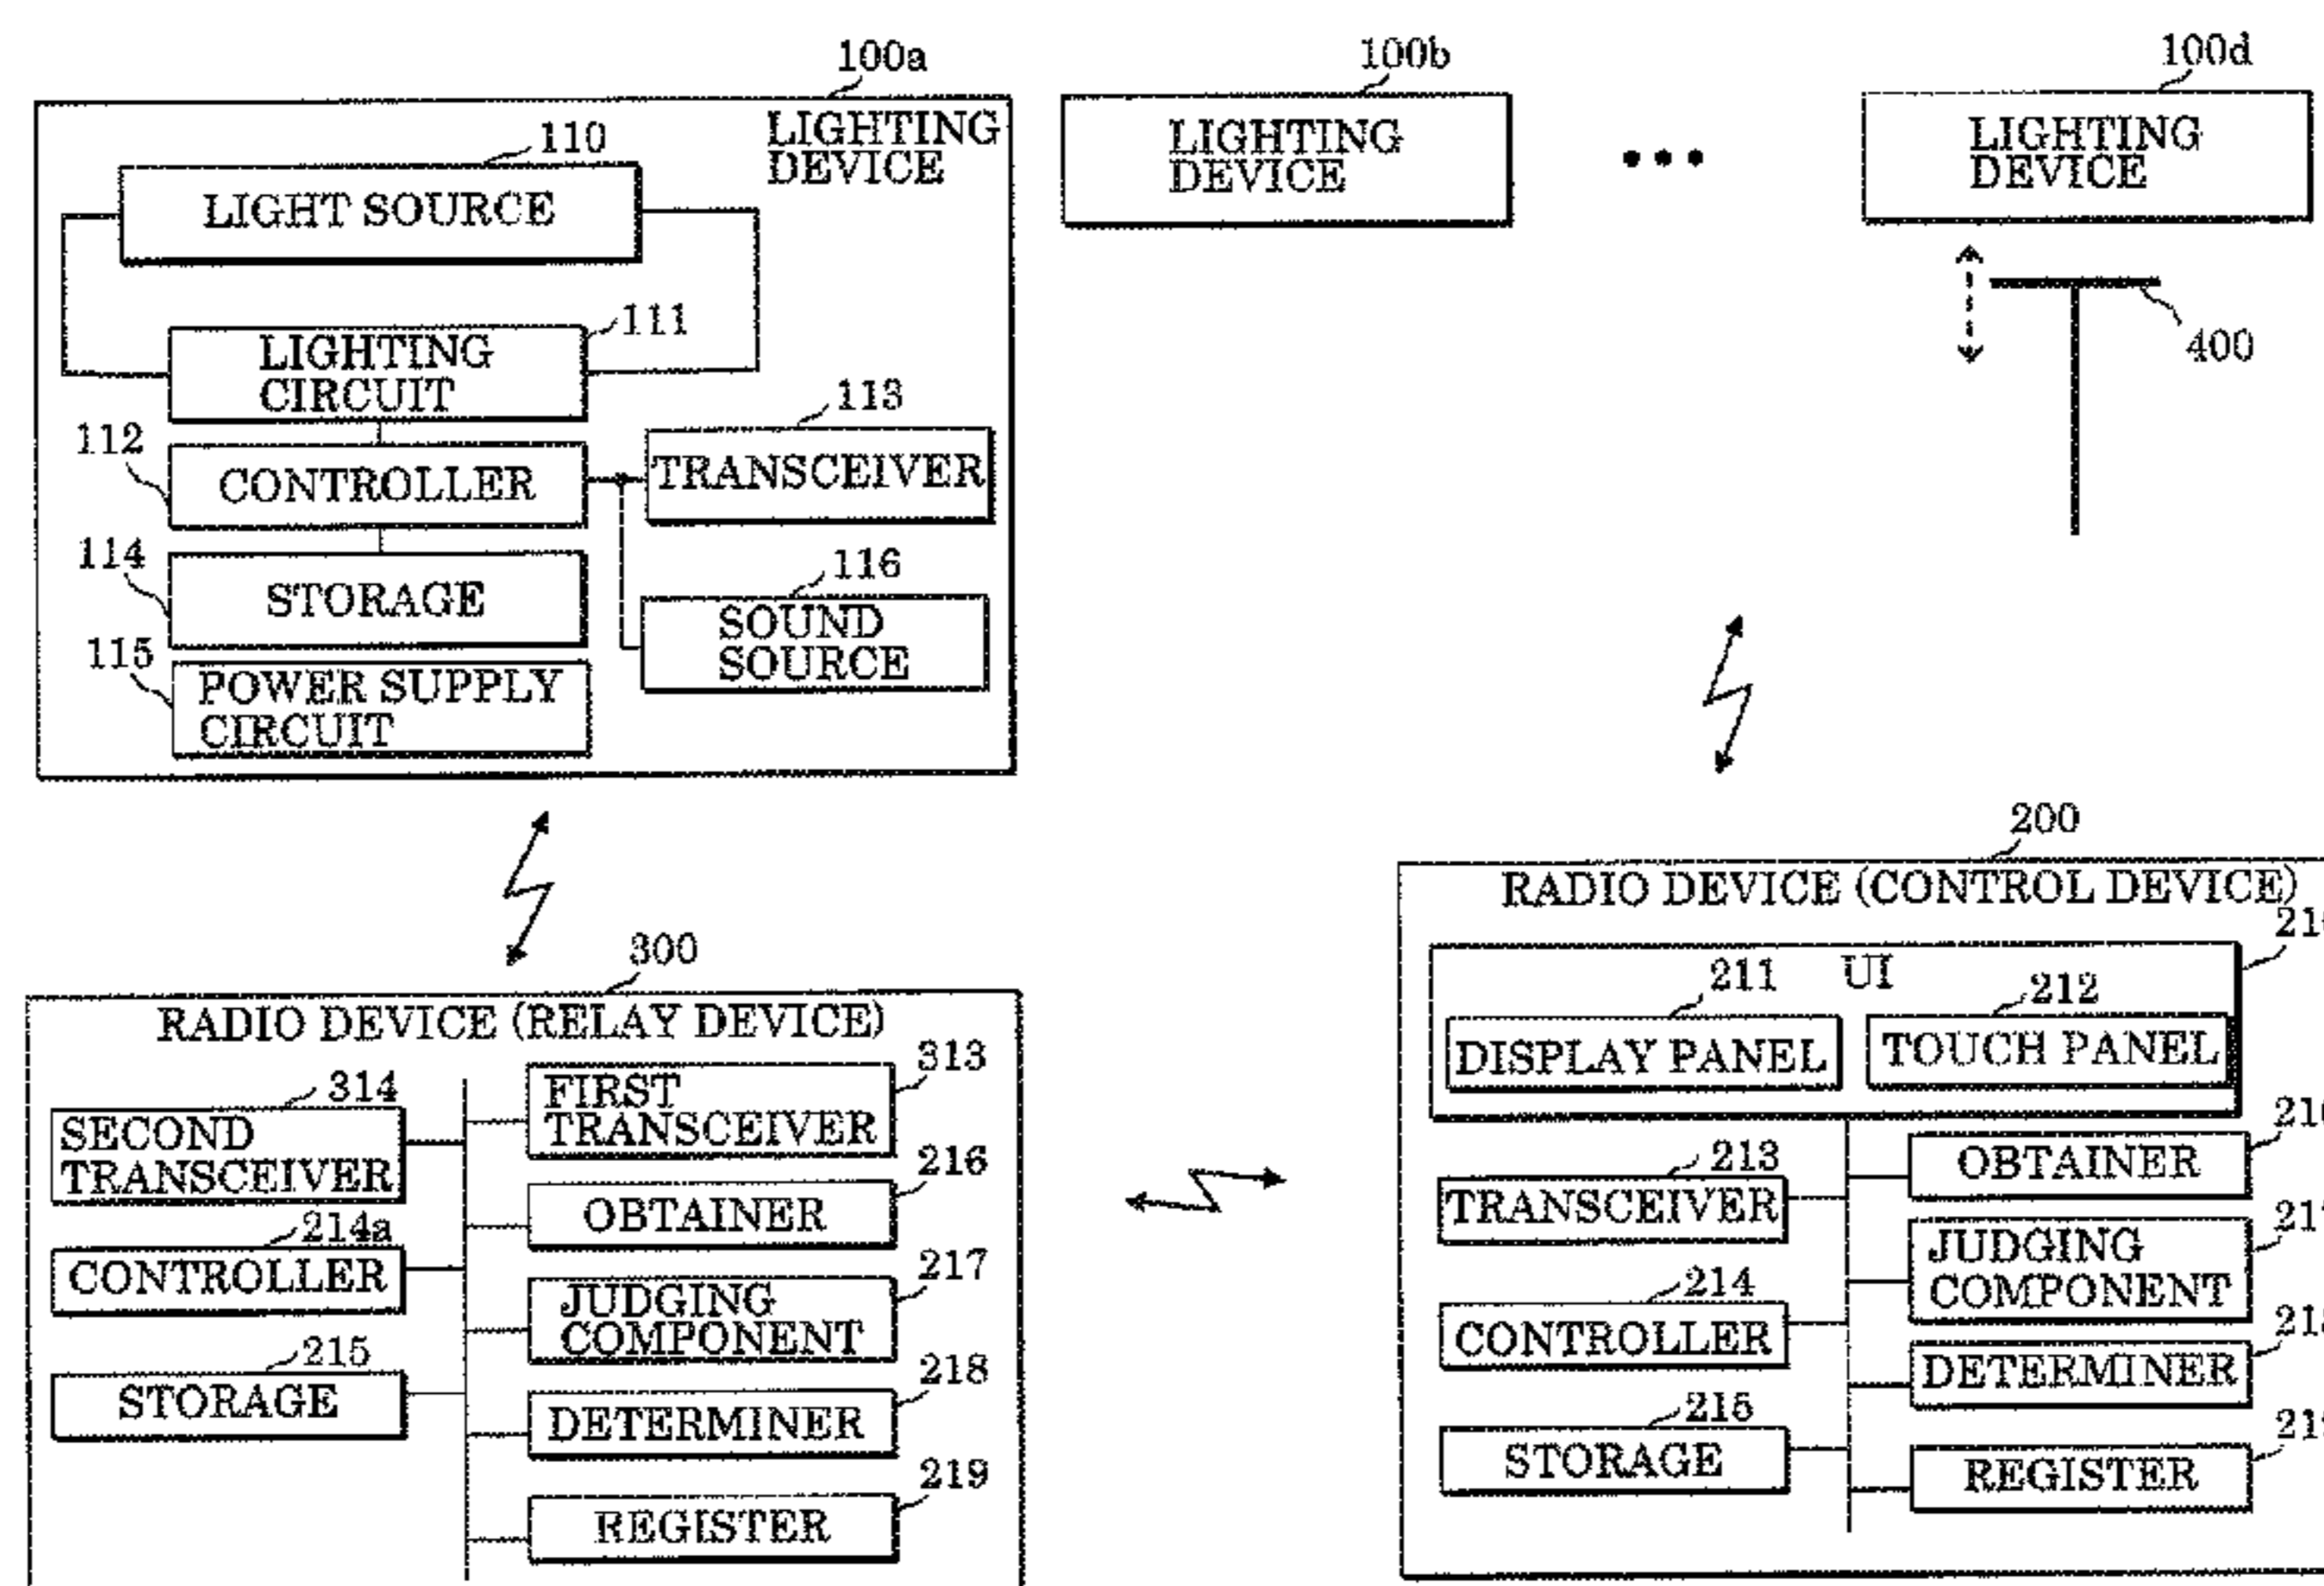 100a
100b
100d
LIGHTING
DEVICE
LIGHTING
DEVICE
LIGHTING
DEVICE
110
LIGHT SOURCE
111
LIGHTING
CIRCUIT
400
113
112
CONTROLLER
TRANSCEIVER
114
STORAGE
116
SOUND
SOURCE
115
POWER SUPPLY
CIRCUIT
200
RADIO DEVICE (CONTROL DEVICE)
UI
211
DISPLAY PANEL
212
TOUCH PANEL
213
TRANSCEIVER
OBTAINER
214
CONTROLLER
JUDGING
COMPONENT
DETERMINER
215
STORAGE
REGISTER
300
RADIO DEVICE (RELAY DEVICE)
314
SECOND
TRANSCEIVER
313
FIRST
TRANSCEIVER
216
OBTAINER
214a
CONTROLLER
217
JUDGING
COMPONENT
215
STORAGE
218
DETERMINER
219
REGISTER